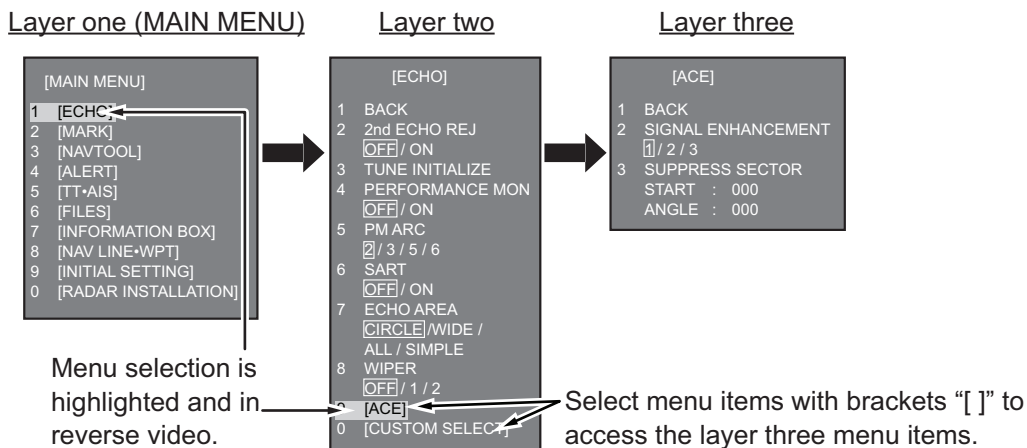 Layer one (MAIN MENU)
Layer two
Layer three
[MAIN MENU]
1 [ECHO]
2 [MARK]
3 [NAVTOOL]
4 [ALERT]
5 [TT•AIS]
6 [FILES]
7 [INFORMATION BOX]
8 [NAV LINE•WPT]
9 [INITIAL SETTING]
0 [RADAR INSTALLATION]
[ECHO]
1 BACK
2 2nd ECHO REJ
OFF / ON
3 TUNE INITIALIZE
4 PERFORMANCE MON
OFF / ON
5 PM ARC
2 / 3 / 5 / 6
6 SART
OFF / ON
7 ECHO AREA
CIRCLE /WIDE /
ALL / SIMPLE
8 WIPER
OFF / 1 / 2
9 [ACE]
0 [CUSTOM SELECT]
[ACE]
1 BACK
2 SIGNAL ENHANCEMENT
1 / 2 / 3
3 SUPPRESS SECTOR
START : 000
ANGLE : 000
Menu selection is
highlighted and in
reverse video.
Select menu items with brackets “[ ]” to
access the layer three menu items.